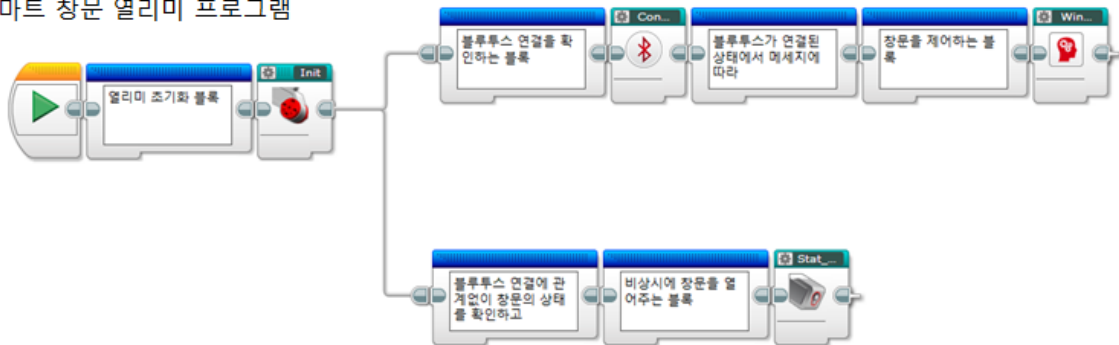 마트 창문 열리미 프로그램
열리미 초기화 블록
Init
블루투스 연결을 확
인하는 블록
Con...
블루투스가 연결된
상태에서 메세지에
따라
창문을 제어하는 블
록
Win...
블루투스 연결에 관
계없이 창문의 상태
를 확인하고
비상시에 창문을 열
어주는 블록
Stat_...